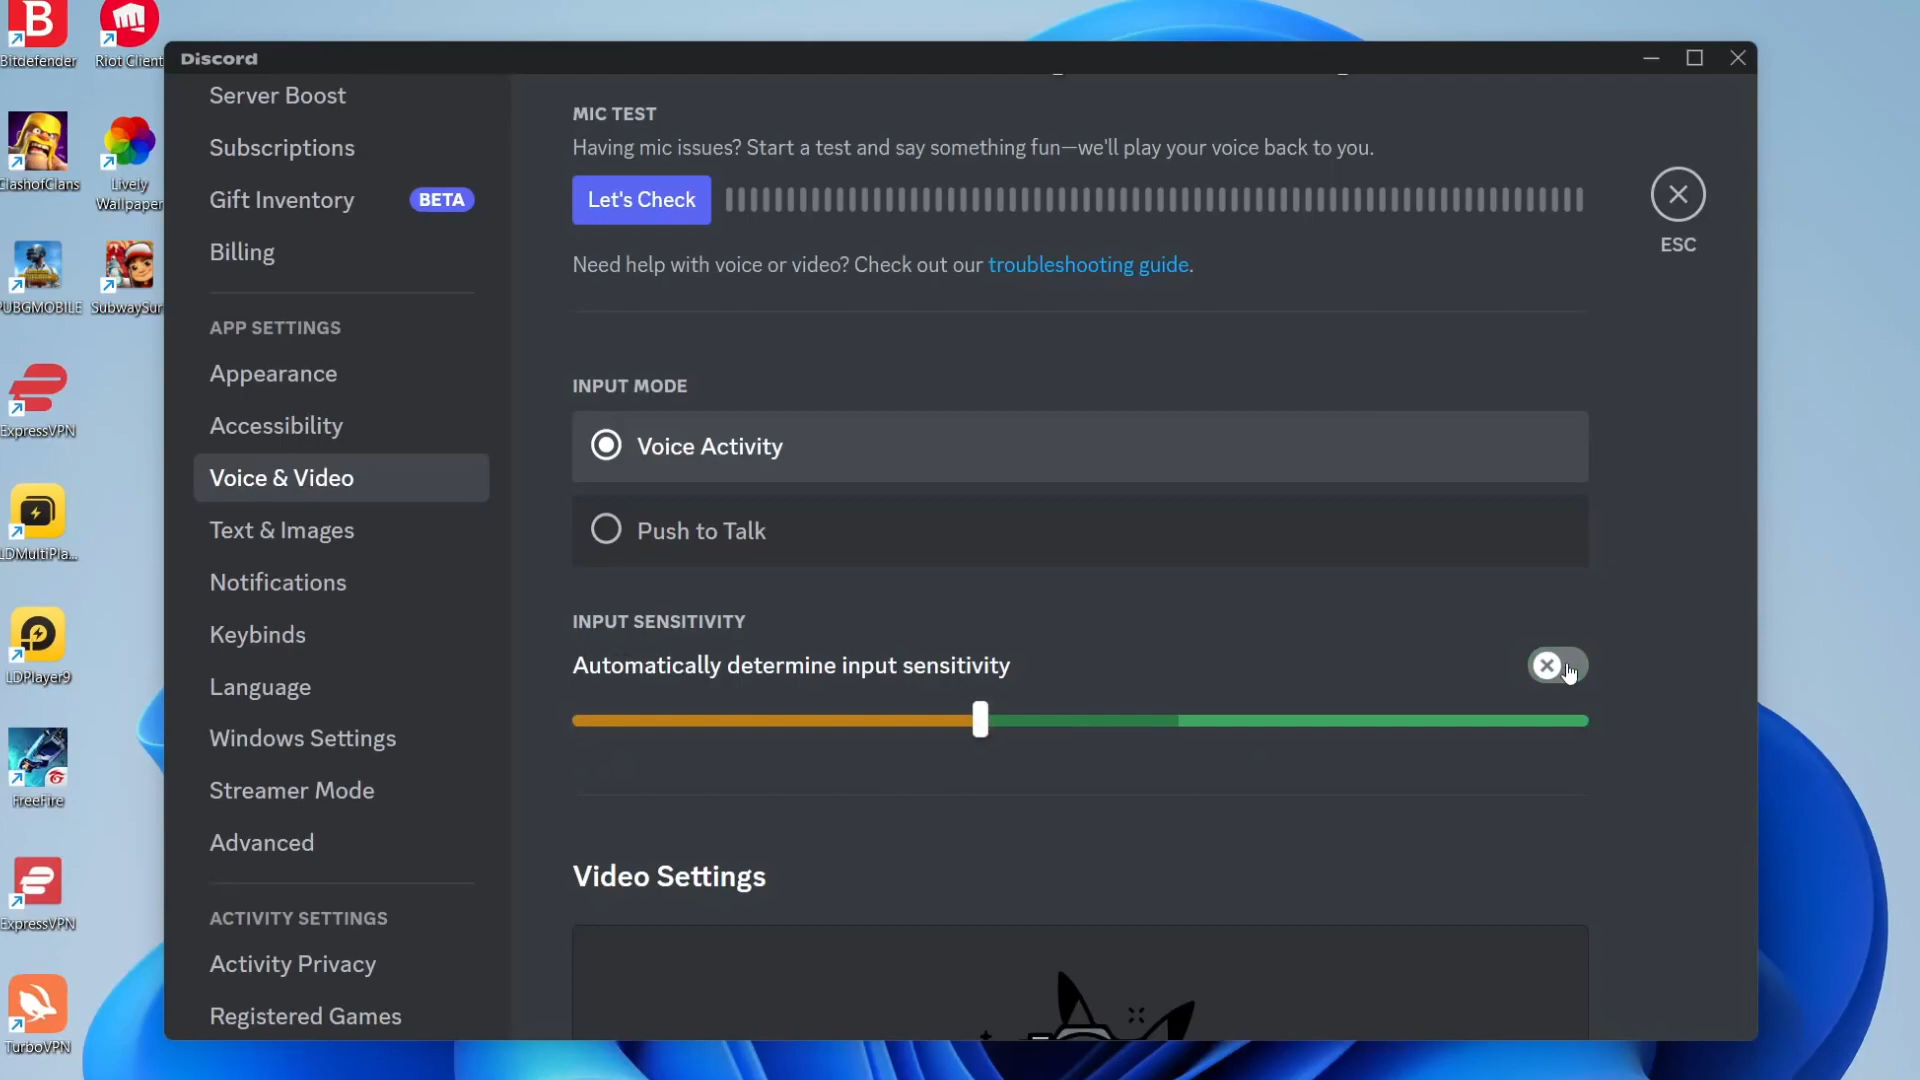 Bitdefender
Riot Client
ClashofClans
Lively
Wallpaper
PUBGMOBILE
SubwaySur
ExpressVPN
LDMultiPla...
LDPlayer9
FreeFire
ExpressVPN
TurboVPN
Discord
Server Boost
Subscriptions
Gift Inventory BETA
Billing
APP SETTINGS
Appearance
Accessibility
Voice & Video
Text & Images
Notifications
Keybinds
Language
Windows Settings
Streamer Mode
Advanced
ACTIVITY SETTINGS
Activity Privacy
Registered Games
MIC TEST
Having mic issues? Start a test and say something fun—we'll play your voice back to you.
Let's Check
Need help with voice or video? Check out our troubleshooting guide.
ESC
INPUT MODE
Voice Activity
Push to Talk
INPUT SENSITIVITY
Automatically determine input sensitivity
Video Settings